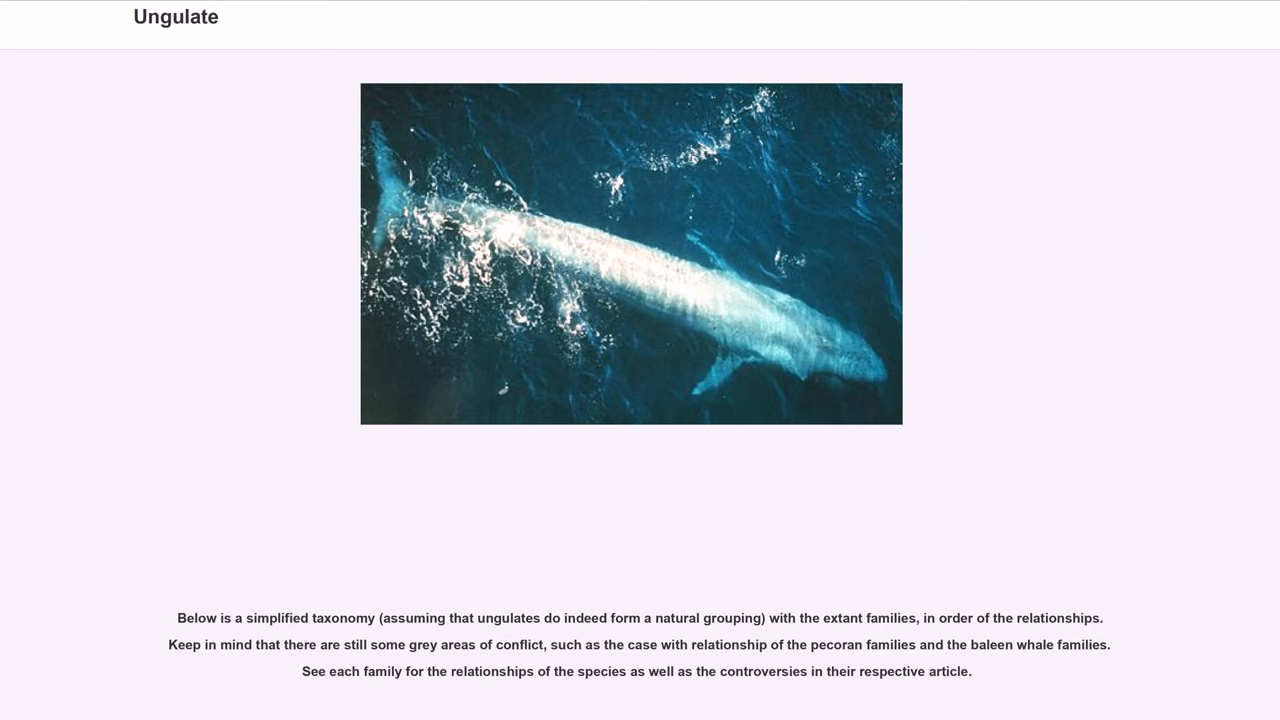 Ungulate
Below is a simplified taxonomy (assuming that ungulates do indeed form a natural grouping) with the extant families, in order of the relationships.
Keep in mind that there are still some grey areas of conflict, such as the case with relationship of the pecoran families and the baleen whale families.
See each family for the relationships of the species as well as the controversies in their respective article.